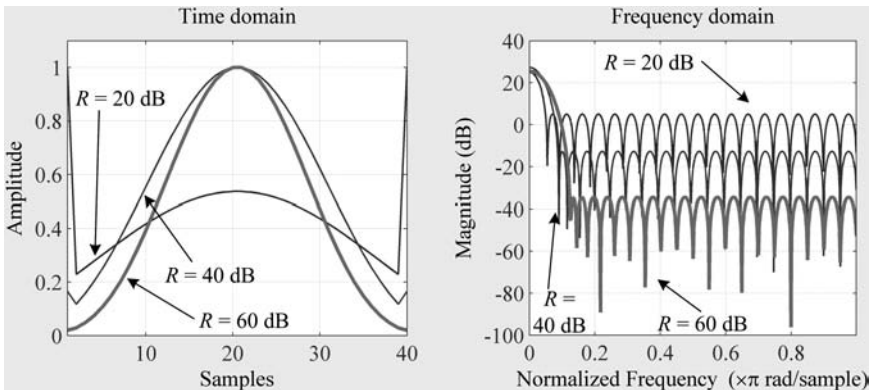 Time domain
1
0.8
0.6
0.4
0.2
0
Amplitude
R = 20 dB
R = 40 dB
R = 60 dB
10
20
30
40
Samples
Frequency domain
40
20
0
-20
-40
-60
-80
-100
Magnitude (dB)
R = 20 dB
R =
40 dB
R = 60 dB
0
0.2
0.4
0.6
0.8
Normalized Frequency (×π rad/sample)